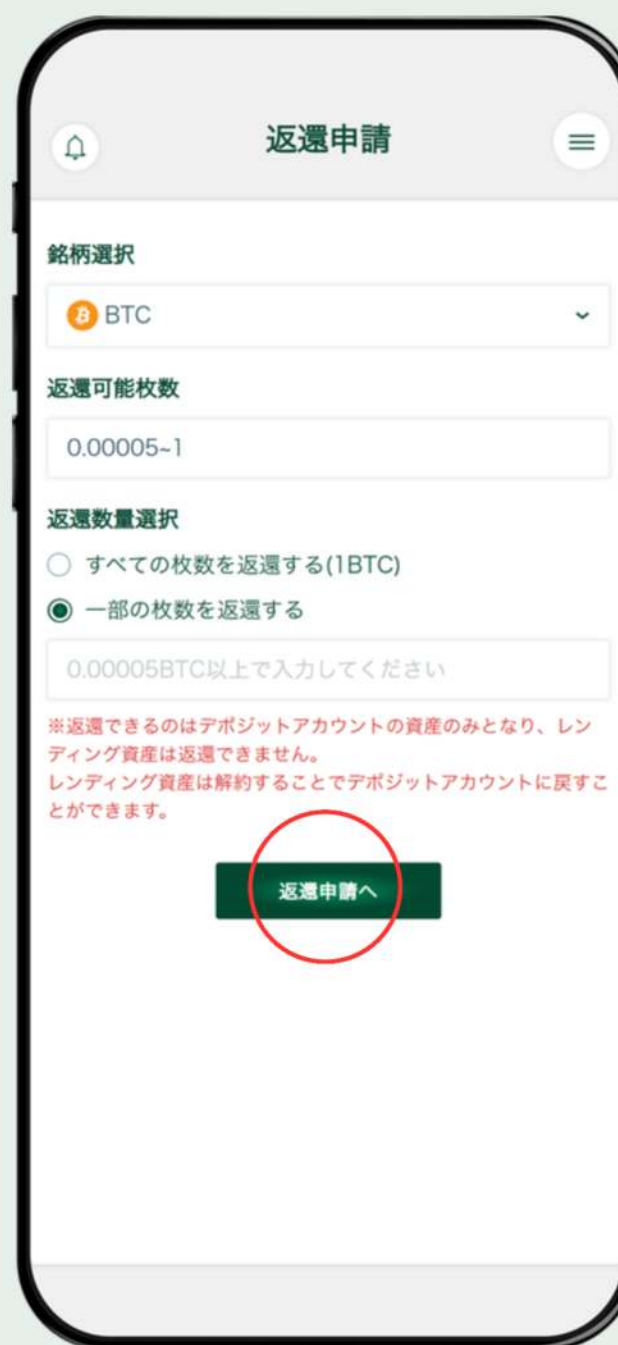 返還申請
銘柄選択
BTC
返還可能枚数
0.00005~1
返還数量選択
すべての枚数を返還する(1BTC)
一部の枚数を返還する
0.00005BTC以上で入力してください
※返還できるのはデポジットアカウントの資産のみとなり、レン
ディング資産は返還できません。
レンディング資産は解約することでデポジットアカウントに戻すこ
とができます。
返還申請へ